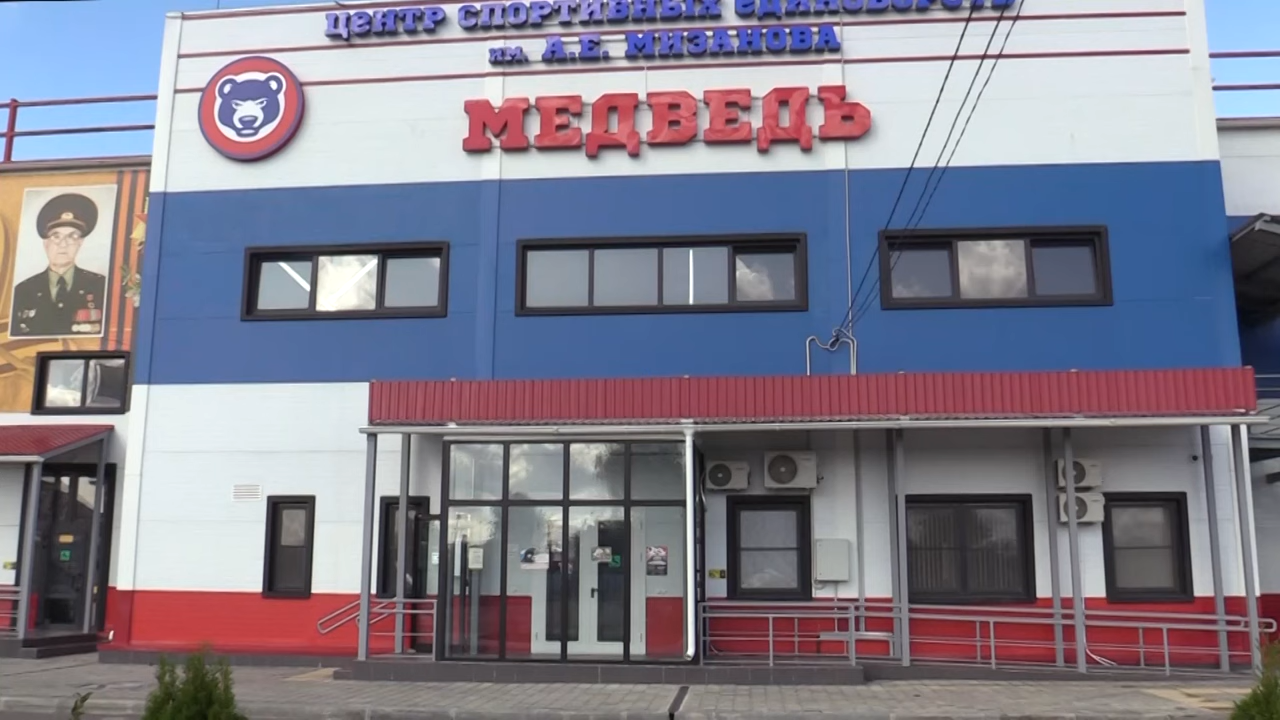 ЦЕНТР СПОРТИВНЫХ ЕДИНОБОРСТВ
ИМ. А.Е. МИЗАНОВА
МЕДВЕДЬ